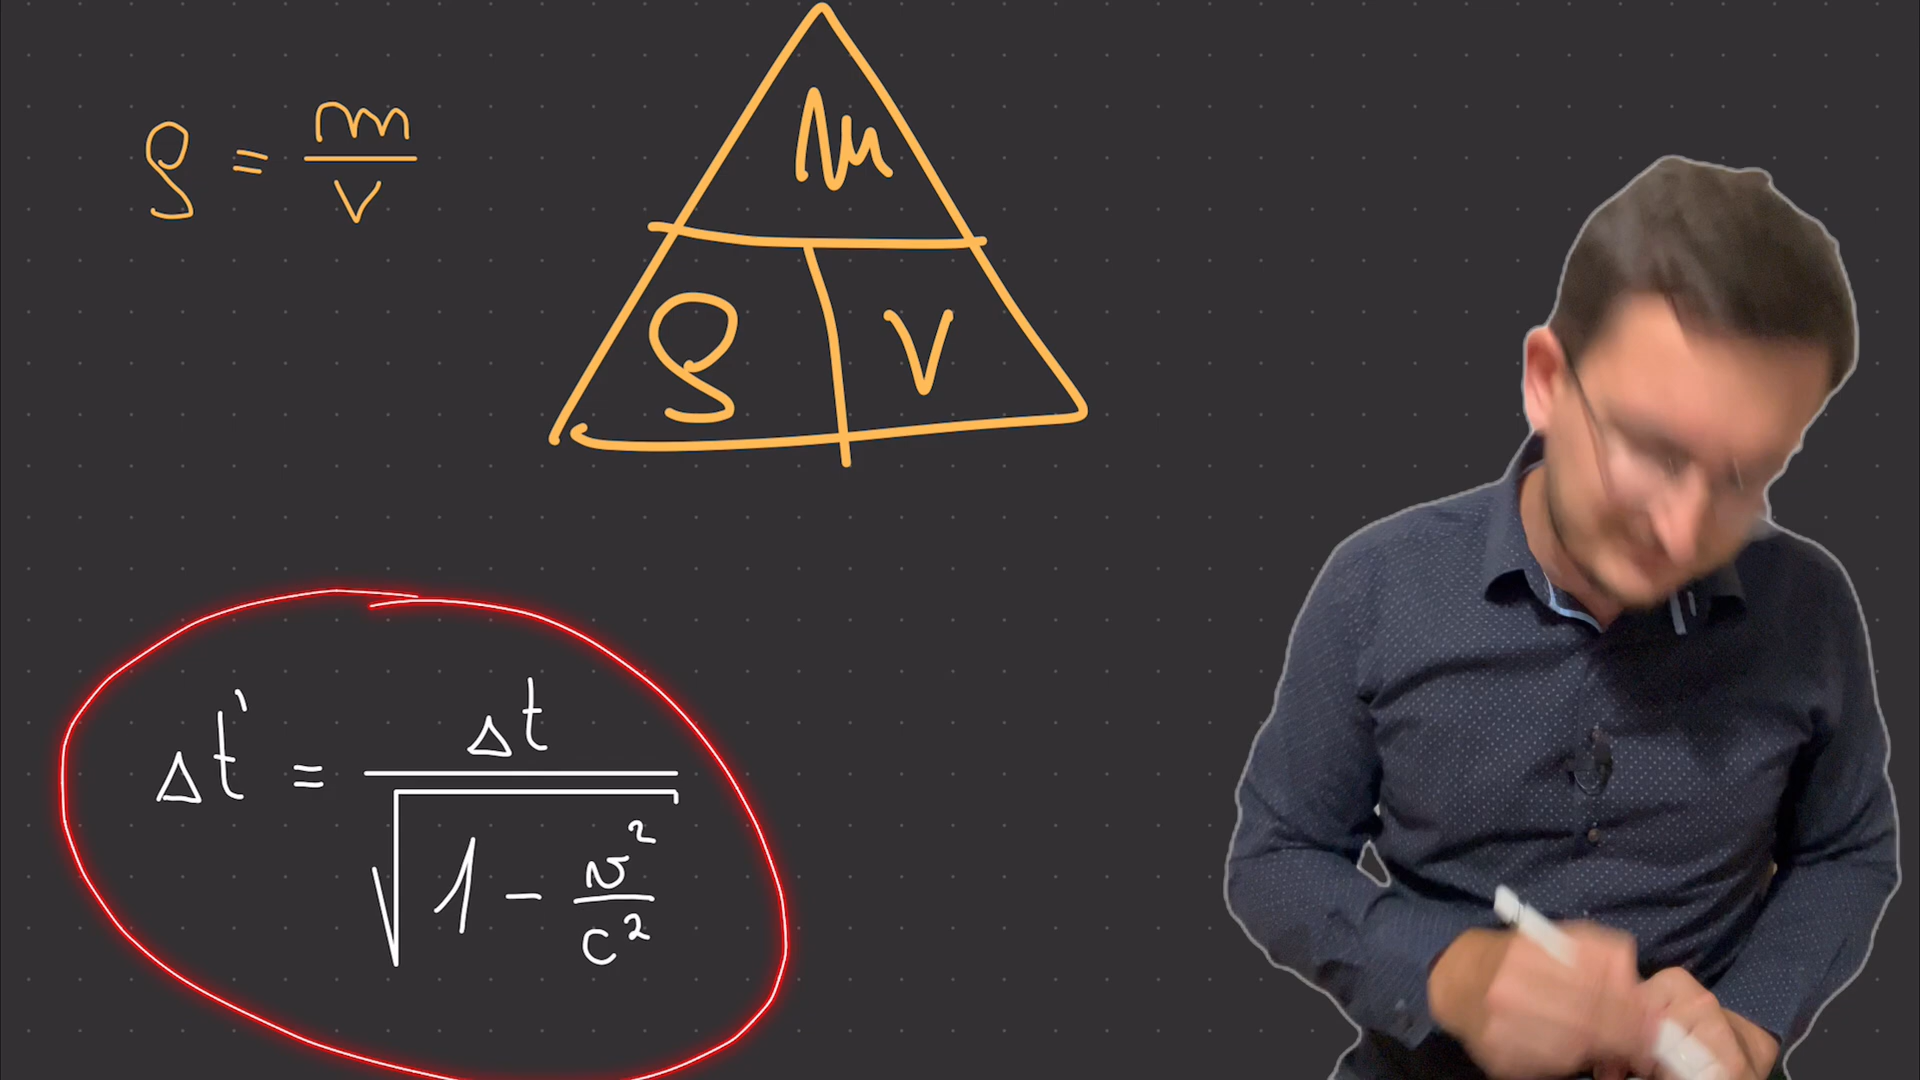 ρ = m/V
m
ρ V
Δt' = Δt / √(1 - v²/c²)